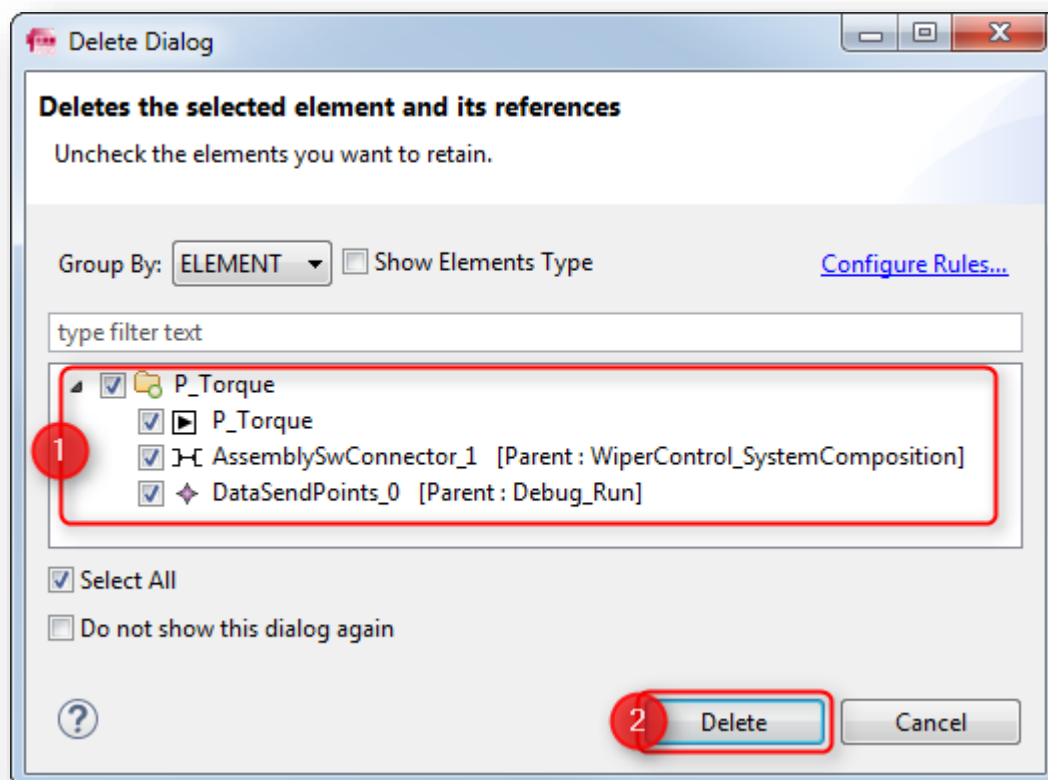 Delete Dialog
Deletes the selected element and its references
Uncheck the elements you want to retain.
Group By: ELEMENT Show Elements Type Configure Rules...
type filter text
P_Torque
P_Torque
1 AssemblySwConnector_1 [Parent : WiperControl_SystemComposition]
DataSendPoints_0 [Parent : Debug_Run]
Select All
Do not show this dialog again
? 2 Delete Cancel